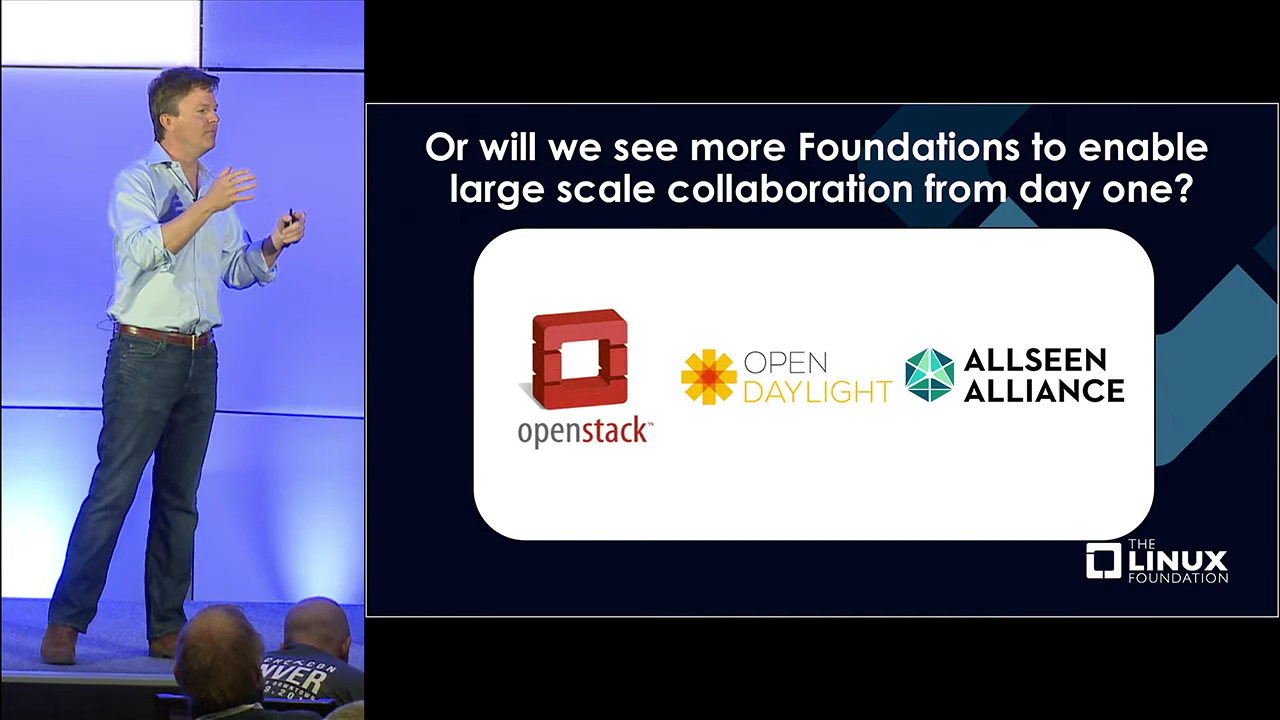 Or will we see more Foundations to enable
large scale collaboration from day one?
openstack™
OPEN
DAYLIGHT
ALLSEEN
ALLIANCE
THE
LINUX
FOUNDATION